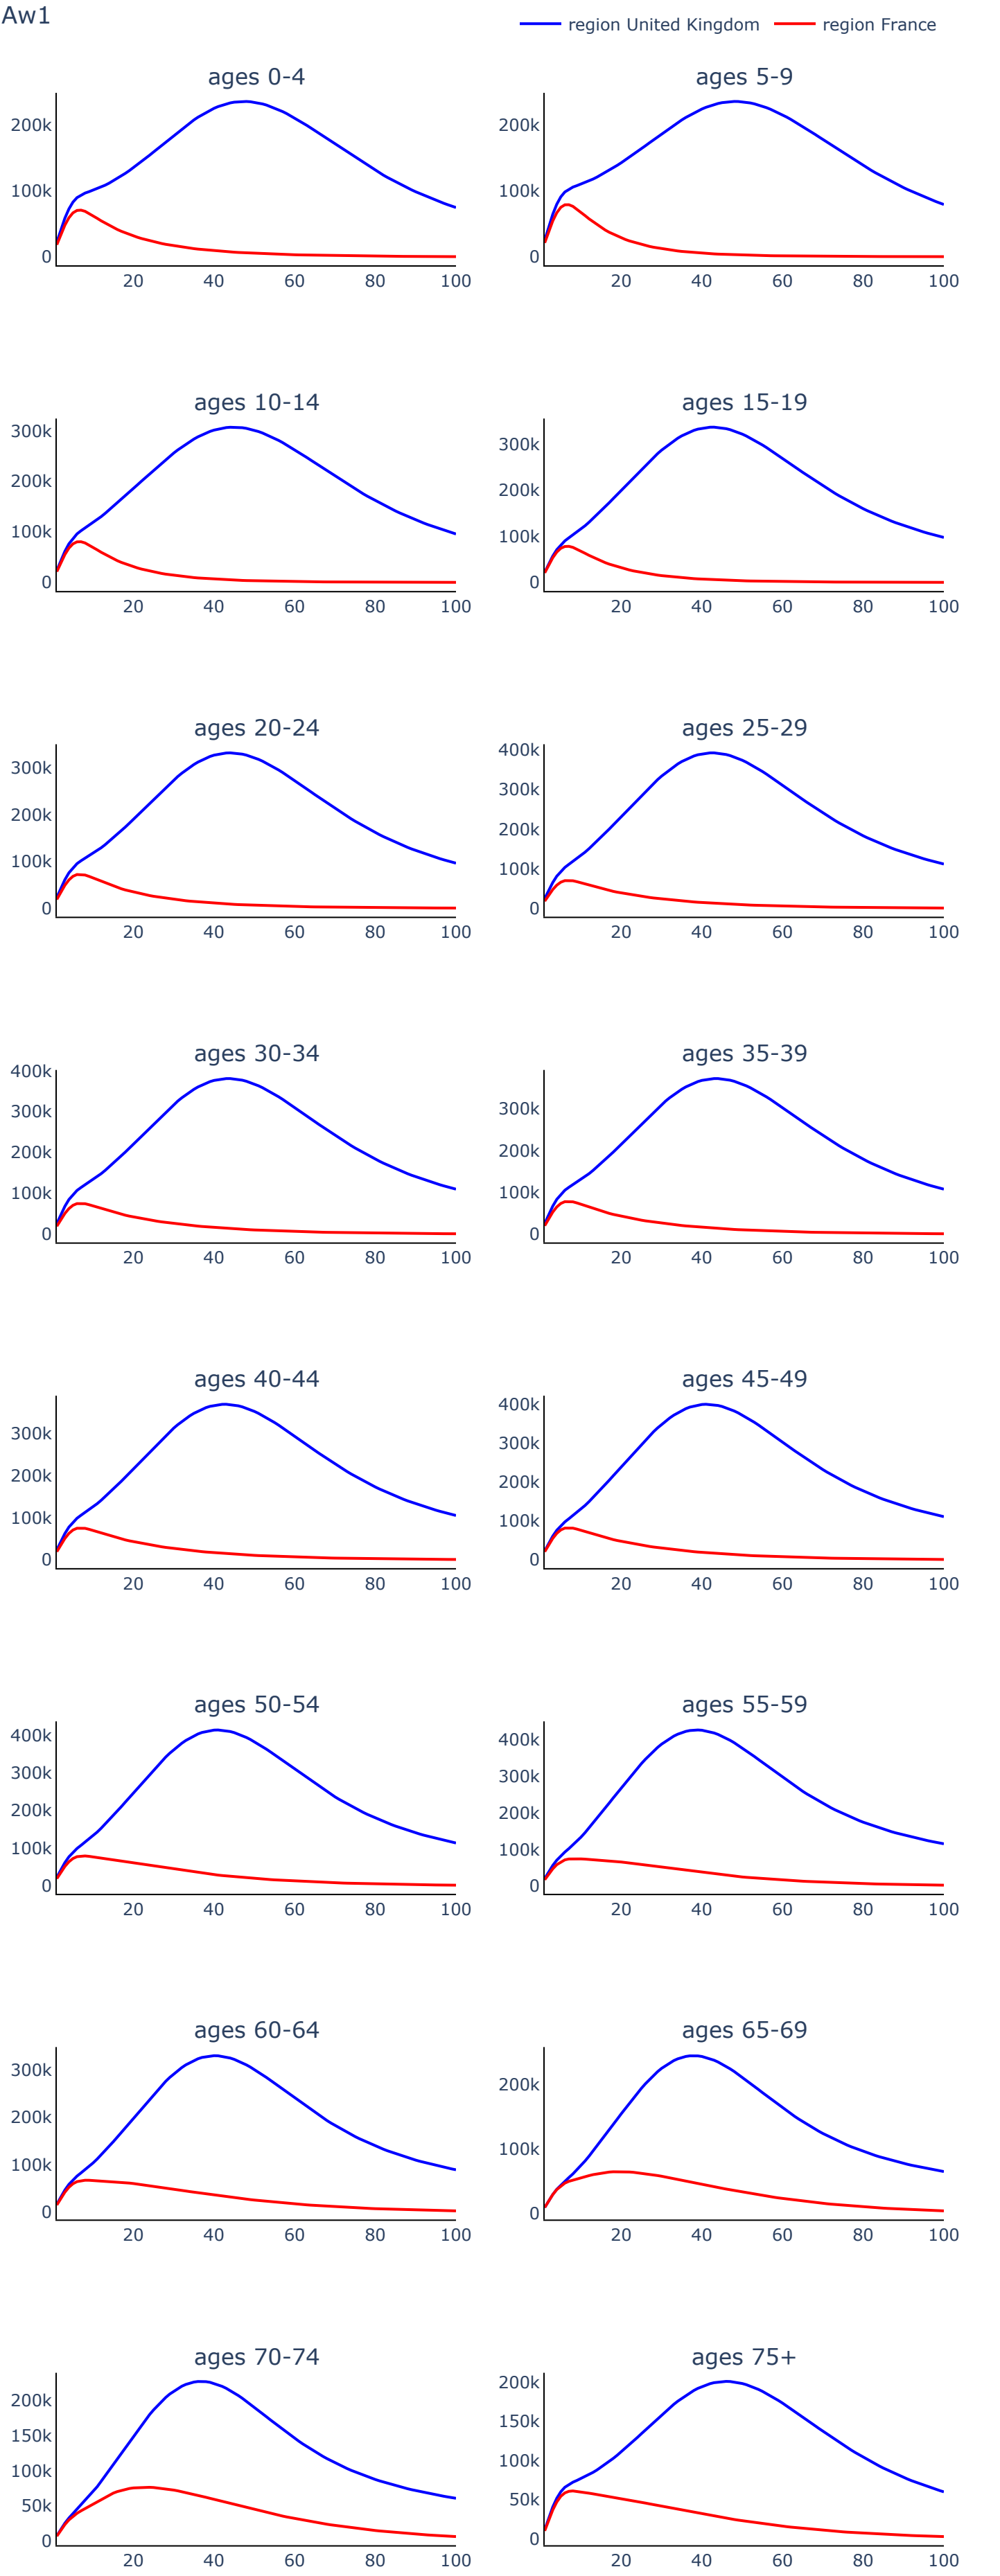 Aw1
region United Kingdom region France
ages 0-4 ages 5-9
200k 200k
100k 100k
0 0
20 40 60 80 100 20 40 60 80 100
ages 10-14 ages 15-19
300k 300k
200k 200k
100k 100k
0 0
20 40 60 80 100 20 40 60 80 100
ages 20-24 ages 25-29
400k
300k 300k
200k 200k
100k 100k
0 0
20 40 60 80 100 20 40 60 80 100
ages 30-34 ages 35-39
400k
300k 300k
200k 200k
100k 100k
0 0
20 40 60 80 100 20 40 60 80 100
ages 40-44 ages 45-49
400k
300k 300k
200k 200k
100k 100k
0 0
20 40 60 80 100 20 40 60 80 100
ages 50-54 ages 55-59
400k 400k
300k 300k
200k 200k
100k 100k
0 0
20 40 60 80 100 20 40 60 80 100
ages 60-64 ages 65-69
300k
200k 200k
100k 100k
0 0
20 40 60 80 100 20 40 60 80 100
ages 70-74 ages 75+
200k 200k
150k 150k
100k 100k
50k 50k
0 0
20 40 60 80 100 20 40 60 80 100